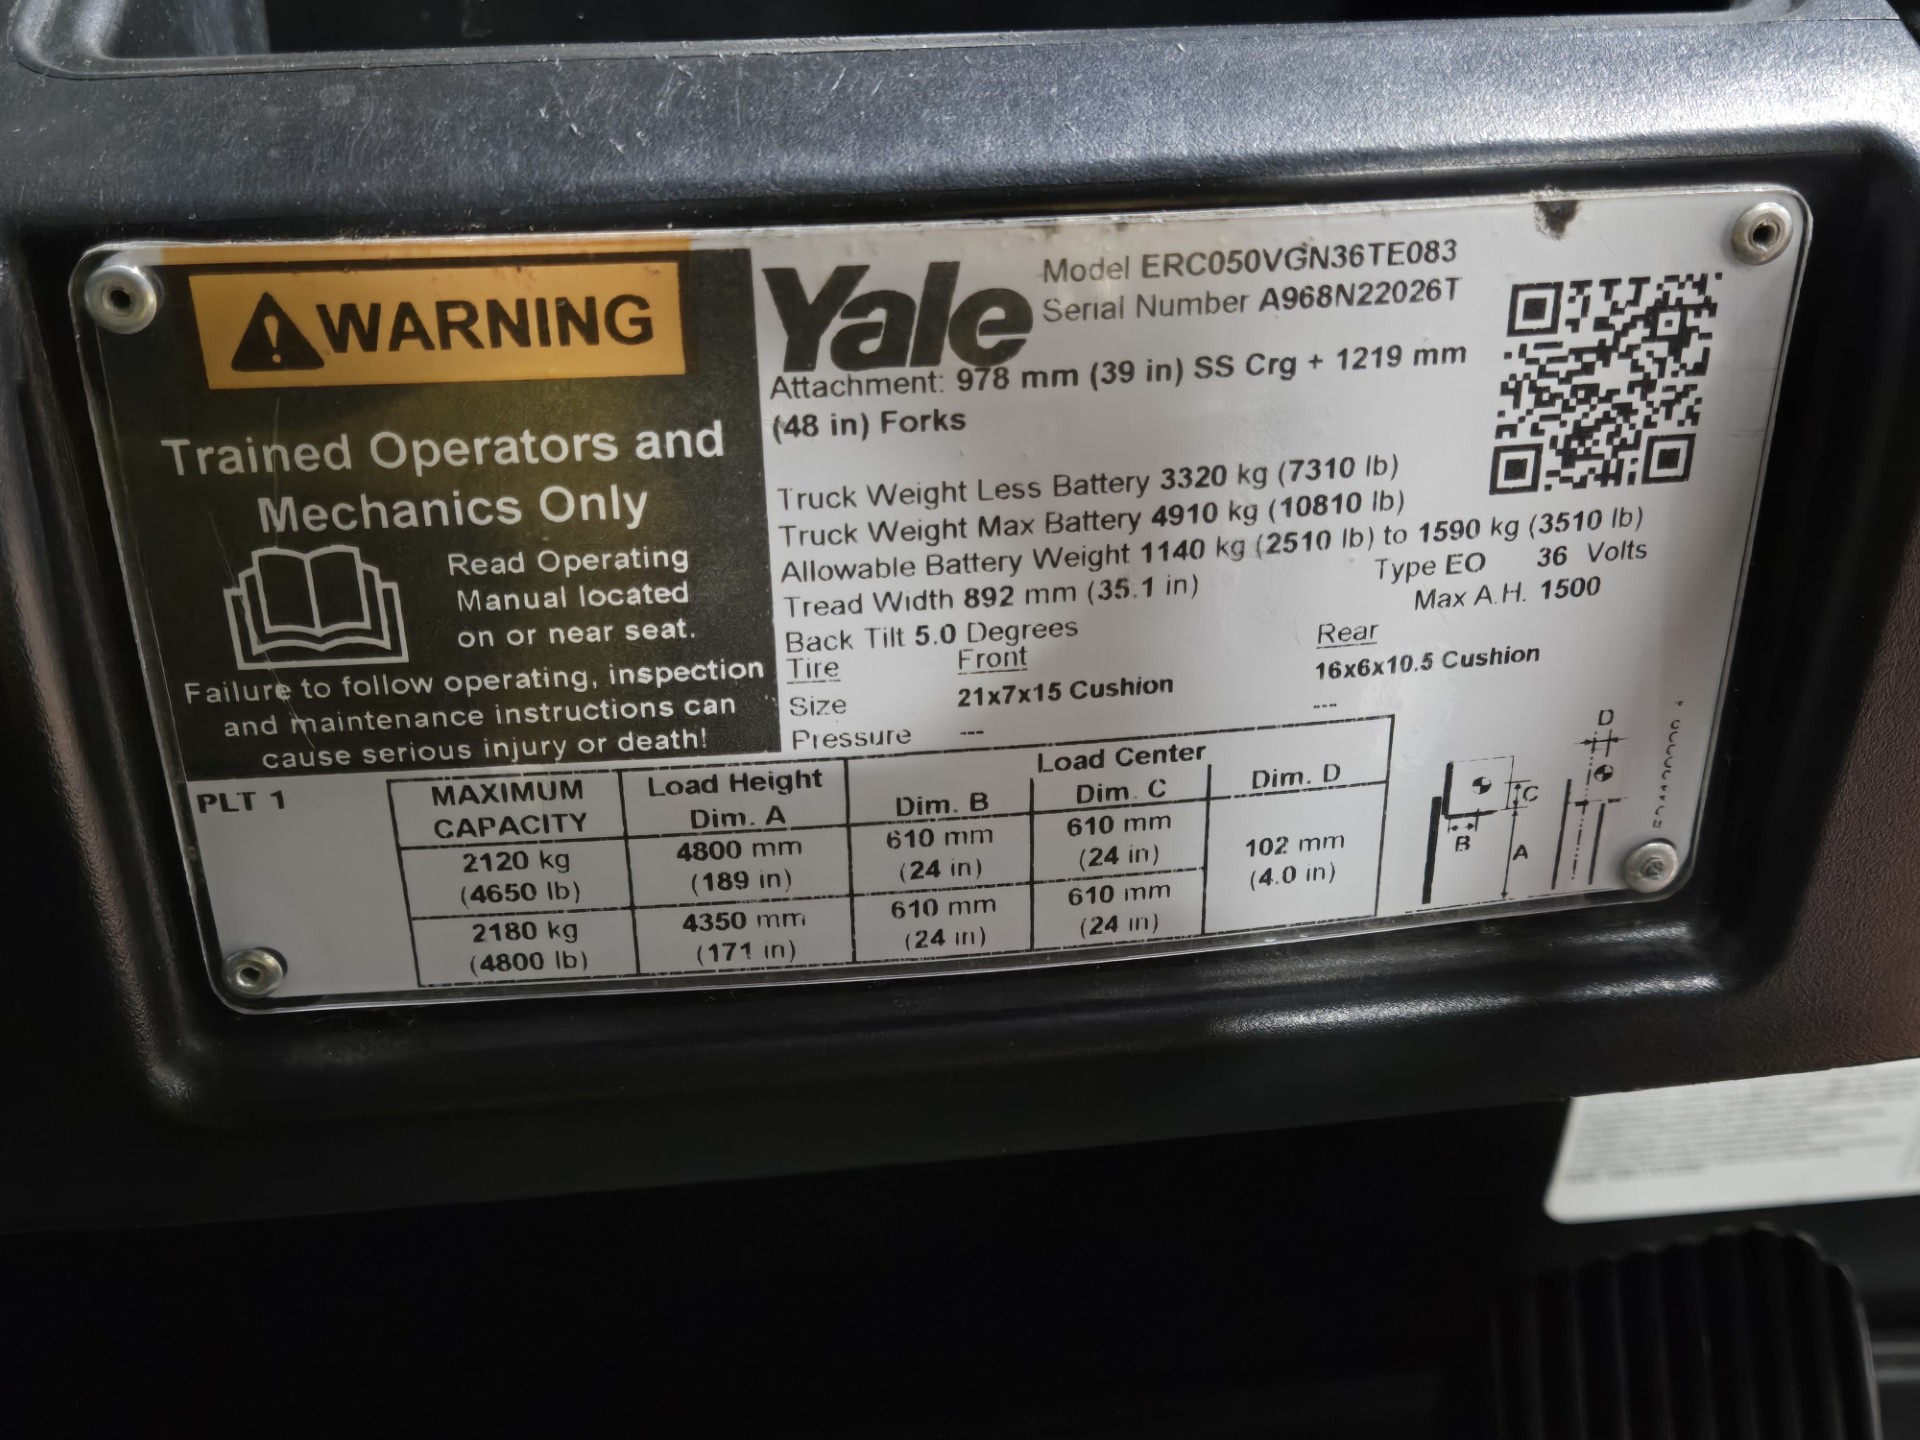 WARNING
Trained Operators and
Mechanics Only
Read Operating
Manual located
on or near seat.
Failure to follow operating, inspection
and maintenance instructions can
cause serious injury or death!
Yale
Model ERC050VGN36TE083
Serial Number A968N22026T
Attachment: 978 mm (39 in) SS Crg + 1219 mm
(48 in) Forks
Truck Weight Less Battery 3320 kg (7310 lb)
Truck Weight Max Battery 4910 kg (10810 lb)
Allowable Battery Weight 1140 kg (2510 lb) to 1590 kg (3510 lb)
Tread Width 892 mm (35.1 in) Type EO 36 Volts
Max A.H. 1500
Back Tilt 5.0 Degrees
Tire Front Rear
Size 21x7x15 Cushion 16x6x10.5 Cushion
Pressure --- ---
PLT 1
MAXIMUM CAPACITY Load Height Dim. A Load Center Dim. B Dim. C Dim. D
2120 kg (4650 lb) 4800 mm (189 in) 610 mm (24 in) 610 mm (24 in) 102 mm (4.0 in)
2180 kg (4800 lb) 4350 mm (171 in) 610 mm (24 in) 610 mm (24 in)
B
C
A
D